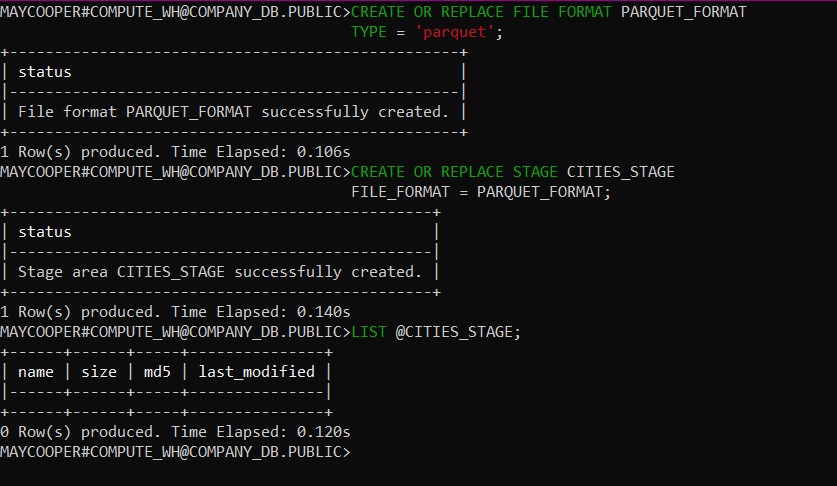 MAYCOOPER#COMPUTE_WH@COMPANY_DB.PUBLIC>CREATE OR REPLACE FILE FORMAT PARQUET_FORMAT
                                       TYPE = 'parquet';
+--------------------------------------------------+
| status                                           |
|--------------------------------------------------|
| File format PARQUET_FORMAT successfully created. |
+--------------------------------------------------+
1 Row(s) produced. Time Elapsed: 0.106s
MAYCOOPER#COMPUTE_WH@COMPANY_DB.PUBLIC>CREATE OR REPLACE STAGE CITIES_STAGE
                                       FILE_FORMAT = PARQUET_FORMAT;
+-----------------------------------------------+
| status                                        |
|-----------------------------------------------|
| Stage area CITIES_STAGE successfully created. |
+-----------------------------------------------+
1 Row(s) produced. Time Elapsed: 0.140s
MAYCOOPER#COMPUTE_WH@COMPANY_DB.PUBLIC>LIST @CITIES_STAGE;
+------+------+-----+---------------+
| name | size | md5 | last_modified |
|------+------+-----+---------------|
+------+------+-----+---------------+
0 Row(s) produced. Time Elapsed: 0.120s
MAYCOOPER#COMPUTE_WH@COMPANY_DB.PUBLIC>